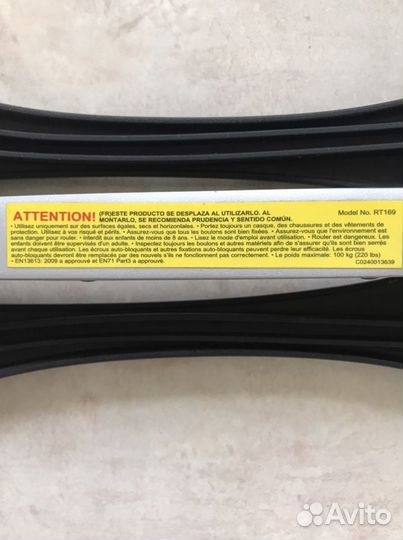 ATTENTION! (FR)ESTE PRODUCTO SE DESPLAZA AL UTILIZARLO. AL Model No. RT169
MONTARLO, SE RECOMIENDA PRUDENCIA Y SENTIDO COMÚN.
• Utilisez uniquement sur des surfaces égales, secs et horizontales. • Portez toujours un casque, des chaussures et des vêtements de
protection. Utilisez à vos risqué et périls. • Assurez-vous que tous les boulons sont bien fixées. • Assurez-vous que l'environnement est
sans danger pour rouler. • interdit aux enfants de moins de 8 ans. • Lisez le mode d'emploi avant utilisation. • Rouler est dangereux. Les
enfants doivent être supervisés d'un adulte. • Inspectez toujours les boulons et autres matériels afin de s'assurer qu'ils sont bien serrés
avant chaque utilisation. Les écrous auto-bloquants et autres fixations peuvent perdre leur efficacité. Les écrous
auto-bloquants devront être remplacés par des nouvels s'ils ne fonctionnent pas correctement. • Le poids maximale: 100 kg (220 lbs)
• EN13613: 2009 a approuvé et EN71 Part3 a approuvé. C0240013639
Avito